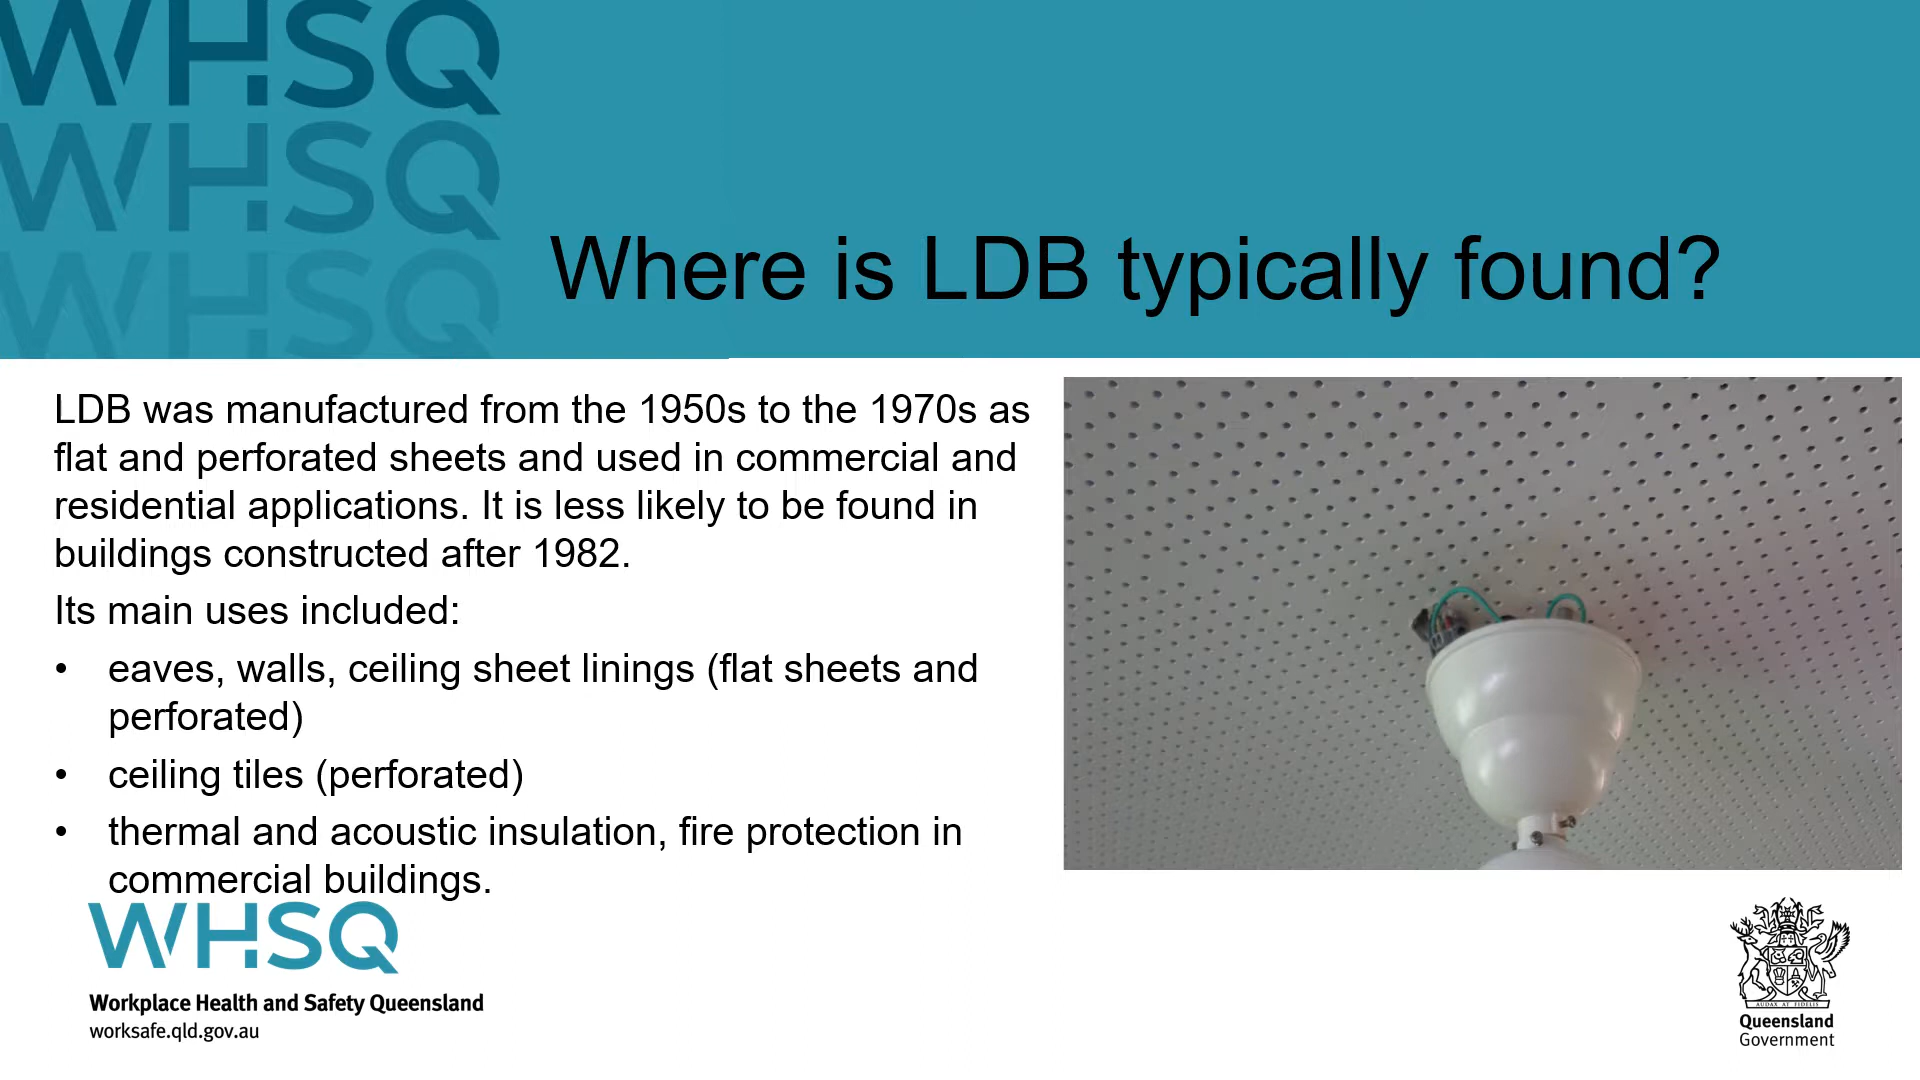 WHSQ
WHSQ
WHSQ
Where is LDB typically found?
LDB was manufactured from the 1950s to the 1970s as
flat and perforated sheets and used in commercial and
residential applications. It is less likely to be found in
buildings constructed after 1982.
Its main uses included:
• eaves, walls, ceiling sheet linings (flat sheets and
perforated)
• ceiling tiles (perforated)
• thermal and acoustic insulation, fire protection in
commercial buildings.
WHSQ
Workplace Health and Safety Queensland
worksafe.qld.gov.au
AUDAX AT FIDELIS
Queensland
Government